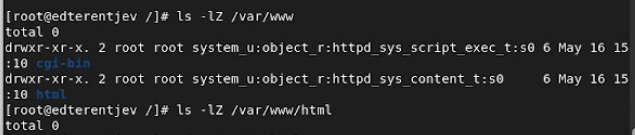 [root@edterentjev /]# ls -lZ /var/www
total 0
drwxr-xr-x. 2 root root system_u:object_r:httpd_sys_script_exec_t:s0 6 May 16 15
:10 cgi-bin
drwxr-xr-x. 2 root root system_u:object_r:httpd_sys_content_t:s0     6 May 16 15
:10 html
[root@edterentjev /]# ls -lZ /var/www/html
total 0